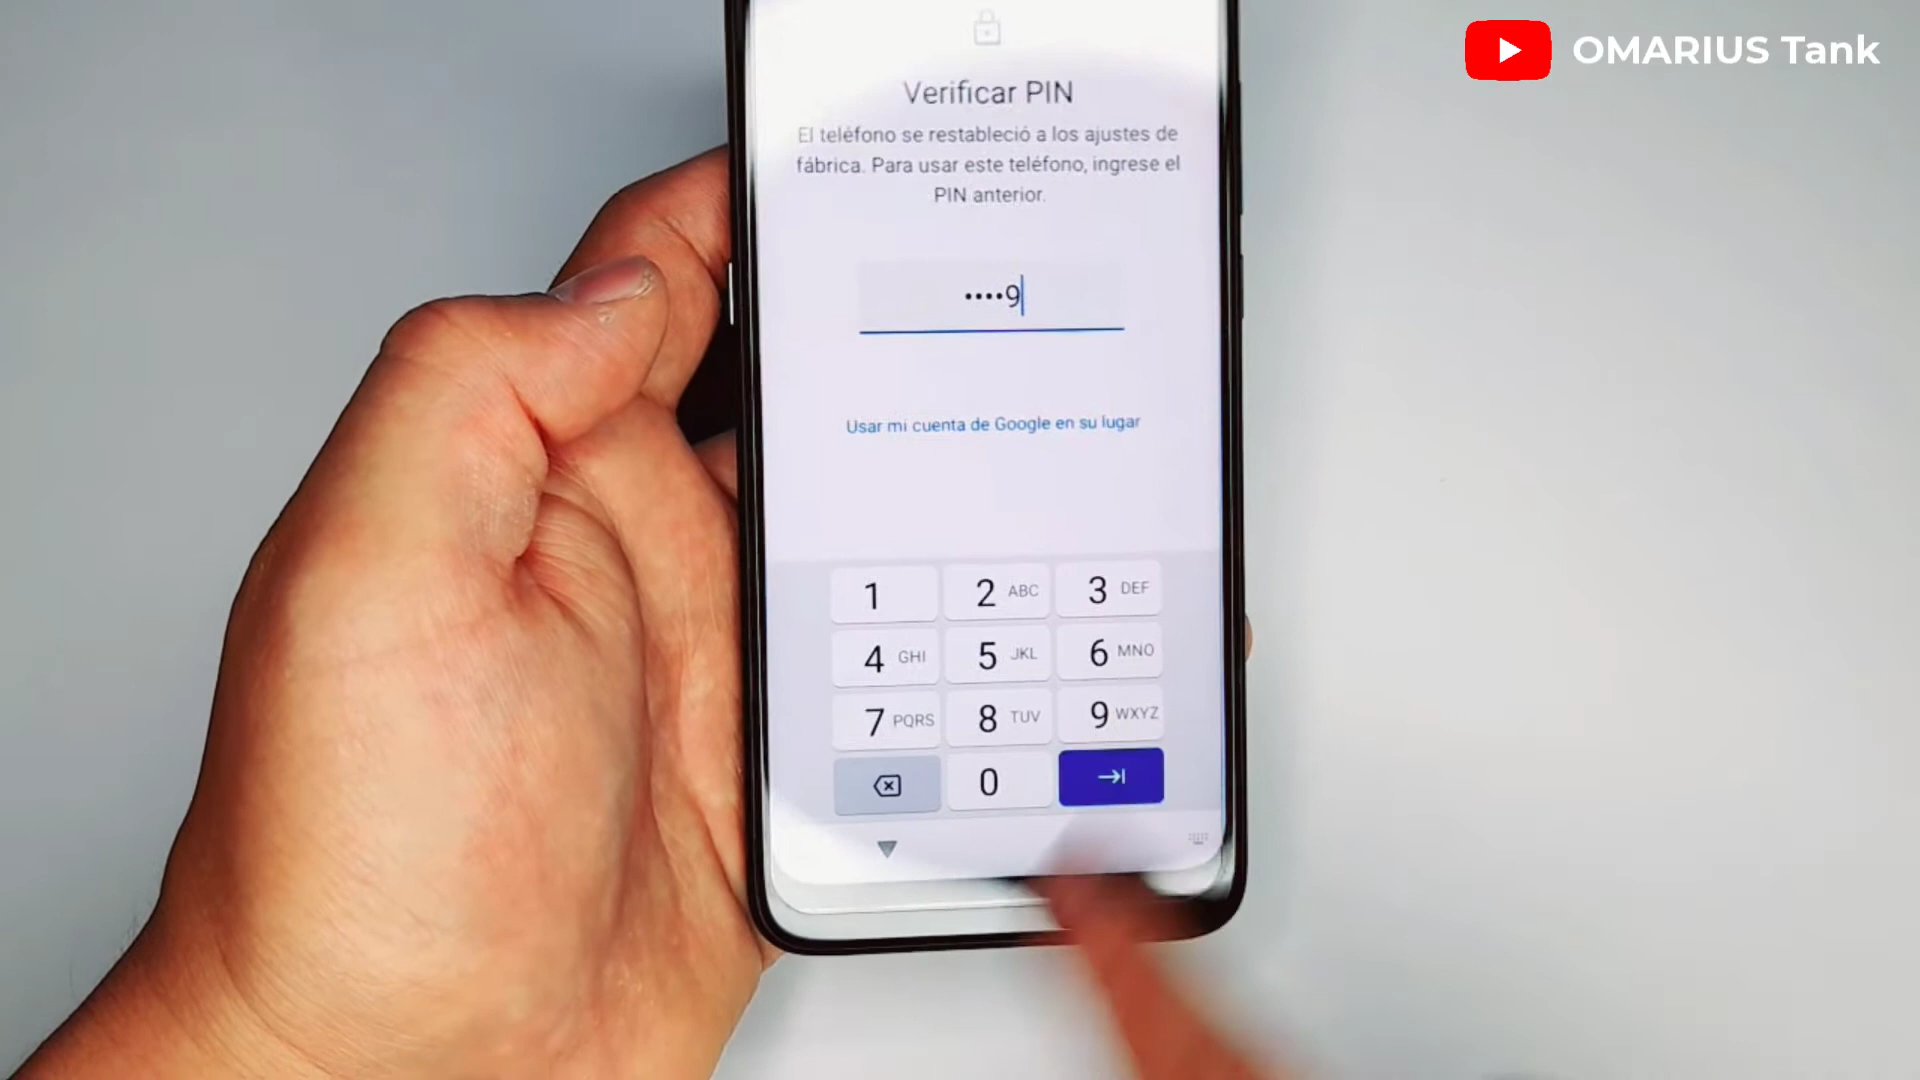 OMARIUS Tank
Verificar PIN
El teléfono se restableció a los ajustes de
fábrica. Para usar este teléfono, ingrese el
PIN anterior.
••••9
Usar mi cuenta de Google en su lugar
1 2 ABC 3 DEF
4 GHI 5 JKL 6 MNO
7 PQRS 8 TUV 9 WXYZ
0